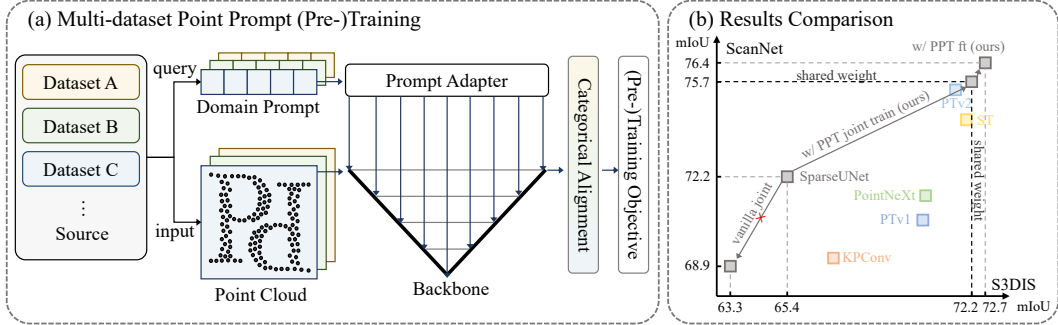 (a) Multi-dataset Point Prompt (Pre-)Training
Dataset A
Dataset B
Dataset C
⋮
Source
query
input
Domain Prompt
Point Cloud
Prompt Adapter
Backbone
Categorical Alignment
(Pre-)Training Objective
(b) Results Comparison
mIoU
ScanNet
w/ PPT ft (ours)
76.4
75.7
shared weight
PTv2
ST
w/ PPT joint train (ours)
shared weight
72.2
SparseUNet
PointNeXt
PTv1
vanilla joint
KPConv
68.9
S3DIS
63.3
65.4
72.2
72.7
mIoU